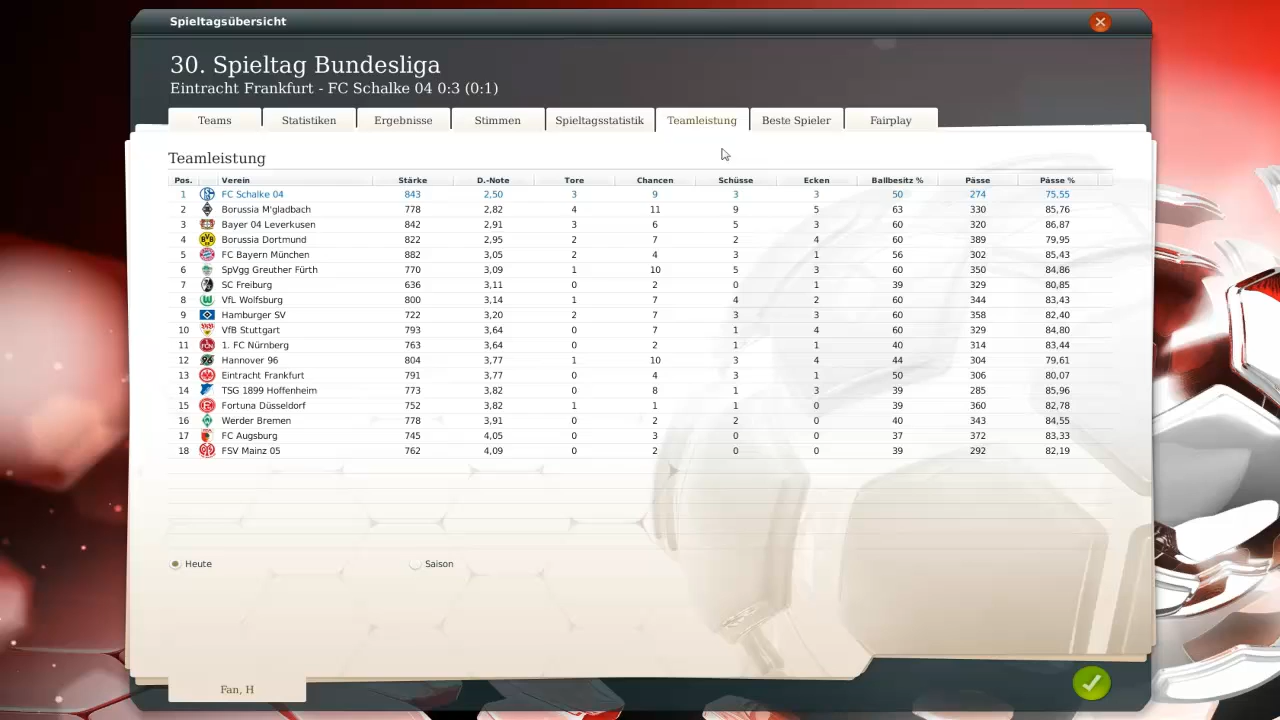 Spieltagsübersicht
30. Spieltag Bundesliga
Eintracht Frankfurt - FC Schalke 04 0:3 (0:1)
Teams Statistiken Ergebnisse Stimmen Spieltagsstatistik Teamleistung Beste Spieler Fairplay
Teamleistung
Pos. Verein Stärke D.-Note Tore Chancen Schüsse Ecken Ballbesitz % Pässe Pässe %
1 FC Schalke 04 843 2,50 3 9 3 3 50 274 75,55
2 Borussia M'gladbach 778 2,82 4 11 9 5 63 330 85,76
3 Bayer 04 Leverkusen 842 2,91 3 6 5 3 60 320 86,87
4 Borussia Dortmund 822 2,95 2 7 2 4 60 389 79,95
5 FC Bayern München 882 3,05 2 4 3 1 56 302 85,43
6 SpVgg Greuther Fürth 770 3,09 1 10 5 3 60 350 84,86
7 SC Freiburg 636 3,11 0 2 0 1 39 329 80,85
8 VfL Wolfsburg 800 3,14 1 7 4 2 60 344 83,43
9 Hamburger SV 722 3,20 2 7 3 3 60 358 82,40
10 VfB Stuttgart 793 3,64 0 7 1 4 60 329 84,80
11 1. FC Nürnberg 763 3,64 0 2 1 1 40 314 83,44
12 Hannover 96 804 3,77 1 10 3 4 44 304 79,61
13 Eintracht Frankfurt 791 3,77 0 4 3 1 50 306 80,07
14 TSG 1899 Hoffenheim 773 3,82 0 8 1 3 39 285 85,96
15 Fortuna Düsseldorf 752 3,82 1 1 1 0 39 360 82,78
16 Werder Bremen 778 3,91 0 2 2 0 40 343 84,55
17 FC Augsburg 745 4,05 0 3 0 0 37 372 83,33
18 FSV Mainz 05 762 4,09 0 2 0 0 39 292 82,19
Heute Saison
Fan, H